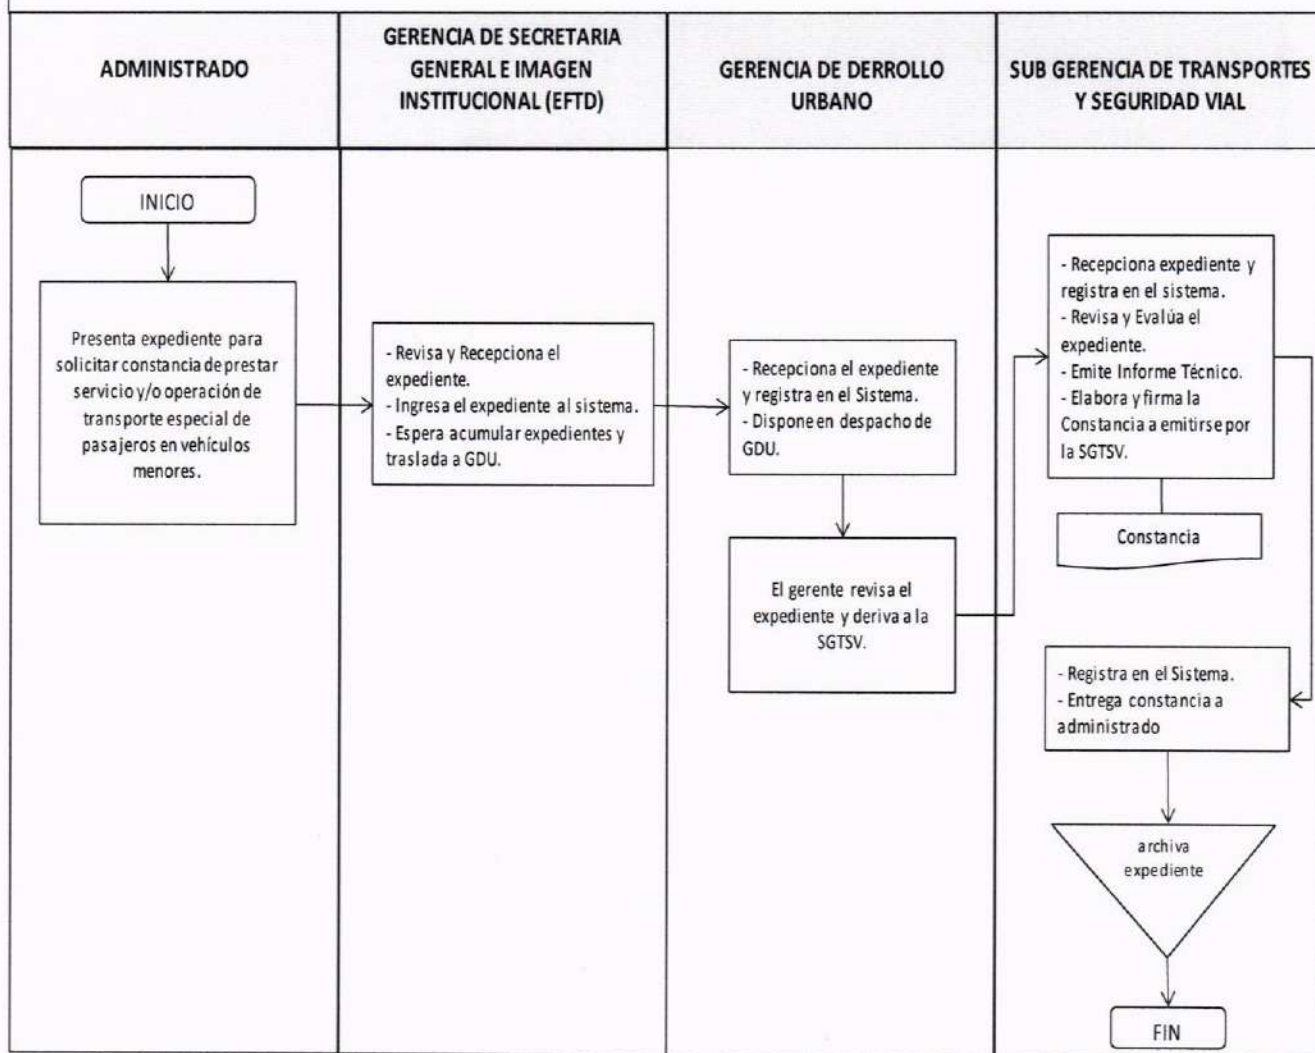 ADMINISTRADO
GERENCIA DE SECRETARIA
GENERAL E IMAGEN
INSTITUCIONAL (EFTD)
GERENCIA DE DERROLLO
URBANO
SUB GERENCIA DE TRANSPORTES
Y SEGURIDAD VIAL
INICIO
Presenta expediente para
solicitar constancia de prestar
servicio y/o operación de
transporte especial de
pasajeros en vehículos
menores.
- Revisa y Recepciona el
expediente.
- Ingresa el expediente al sistema.
- Espera acumular expedientes y
traslada a GDU.
- Recepciona el expediente
y registra en el Sistema.
- Dispone en despacho de
GDU.
El gerente revisa el
expediente y deriva a la
SGTSV.
- Recepciona expediente y
registra en el sistema.
- Revisa y Evalúa el
expediente.
- Emite Informe Técnico.
- Elabora y firma la
Constancia a emitirse por
la SGTSV.
Constancia
- Registra en el Sistema.
- Entrega constancia a
administrado
archiva
expediente
FIN